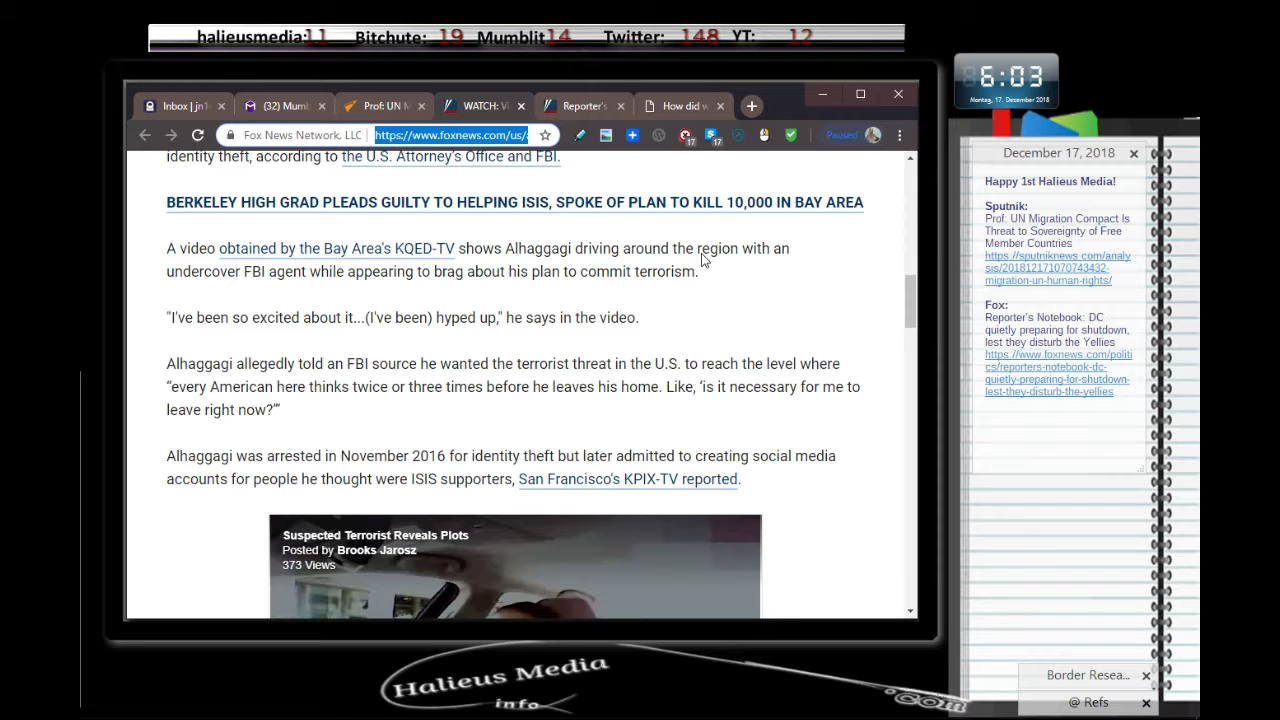 halieusmedia: 11 Bitchute: 19 Mumblit 14 Twitter: 148 YT: 12
6:03
Montag, 17. Dezember 2018
Inbox | jn1
(32) Mumb
Prof: UN M
WATCH: Vi
Reporter's
How did w
Fox News Network, LLC
https://www.foxnews.com/us/
17
17
Paused
identity theft, according to the U.S. Attorney's Office and FBI.
BERKELEY HIGH GRAD PLEADS GUILTY TO HELPING ISIS, SPOKE OF PLAN TO KILL 10,000 IN BAY AREA
A video obtained by the Bay Area's KQED-TV shows Alhaggagi driving around the region with an
undercover FBI agent while appearing to brag about his plan to commit terrorism.
"I've been so excited about it...(I've been) hyped up," he says in the video.
Alhaggagi allegedly told an FBI source he wanted the terrorist threat in the U.S. to reach the level where
“every American here thinks twice or three times before he leaves his home. Like, ‘is it necessary for me to
leave right now?’”
Alhaggagi was arrested in November 2016 for identity theft but later admitted to creating social media
accounts for people he thought were ISIS supporters, San Francisco's KPIX-TV reported.
Suspected Terrorist Reveals Plots
Posted by Brooks Jarosz
373 Views
December 17, 2018
Happy 1st Halieus Media!
Sputnik:
Prof: UN Migration Compact Is
Threat to Sovereignty of Free
Member Countries
https://sputniknews.com/analy
sis/201812171070743432-
migration-un-human-rights/
Fox:
Reporter's Notebook: DC
quietly preparing for shutdown,
lest they disturb the Yellies
https://www.foxnews.com/politi
cs/reporters-notebook-dc-
quietly-preparing-for-shutdown-
lest-they-disturb-the-yellies
Border Resea...
@ Refs
Halieus Media
info
.com